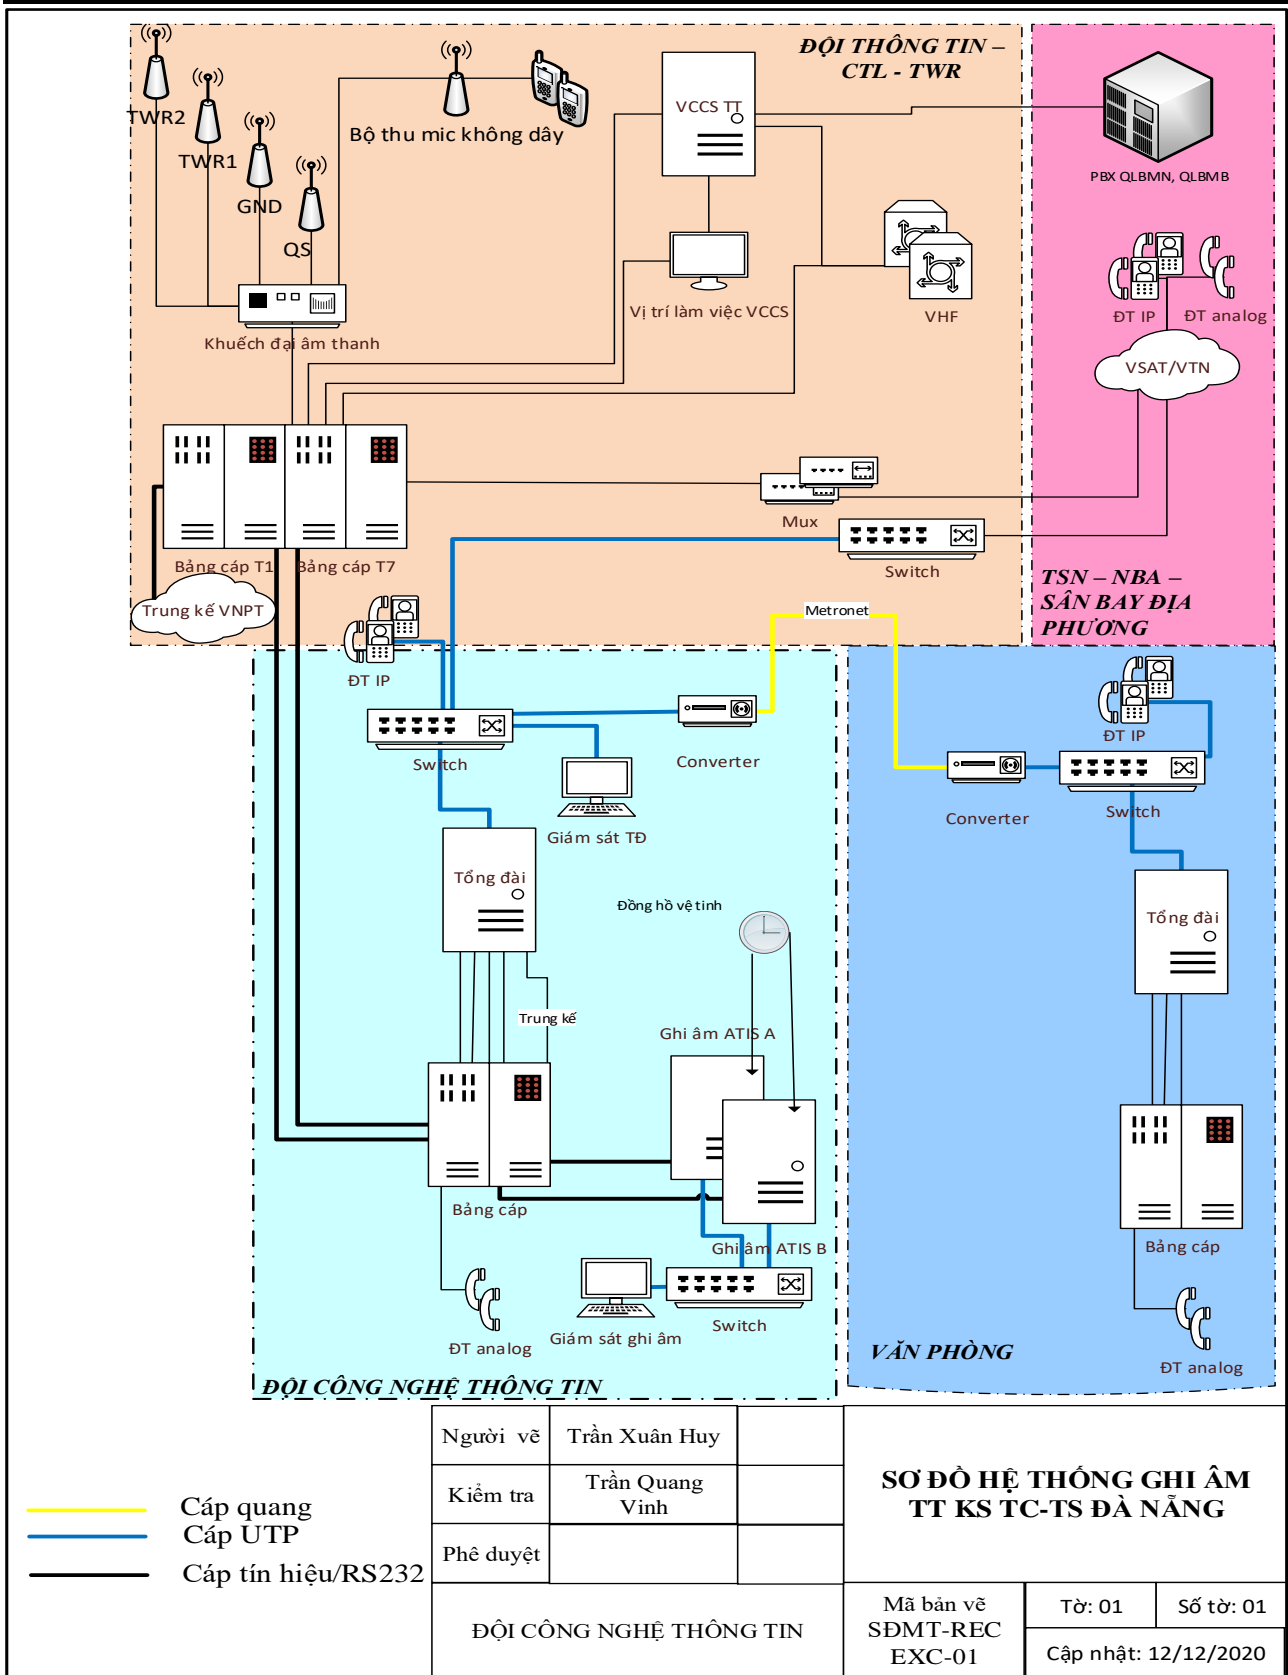 ĐỘI THÔNG TIN –
CTL - TWR
TWR2
TWR1
GND
QS
Bộ thu mic không dây
VCCS TT
PBX QLBMN, QLBMB
Khuếch đại âm thanh
Vị trí làm việc VCCS
VHF
ĐT IP
ĐT analog
VSAT/VTN
Mux
Switch
Bảng cáp T1
Bảng cáp T7
Trung kế VNPT
TSN – NBA –
SÂN BAY ĐỊA
PHƯƠNG
Metronet
ĐT IP
Switch
Converter
Giám sát TĐ
Tổng đài
Đồng hồ vệ tinh
Trung kế
Ghi âm ATIS A
Bảng cáp
Ghi âm ATIS B
Switch
Giám sát ghi âm
ĐT analog
ĐỘI CÔNG NGHỆ THÔNG TIN
ĐT IP
Converter
Switch
Tổng đài
Bảng cáp
ĐT analog
VĂN PHÒNG
Cáp quang
Cáp UTP
Cáp tín hiệu/RS232
Người vẽ
Trần Xuân Huy
Kiểm tra
Trần Quang
Vinh
Phê duyệt
ĐỘI CÔNG NGHỆ THÔNG TIN
SƠ ĐỒ HỆ THỐNG GHI ÂM
TT KS TC-TS ĐÀ NẴNG
Mã bản vẽ
SĐMT-REC
EXC-01
Tờ: 01
Số tờ: 01
Cập nhật: 12/12/2020